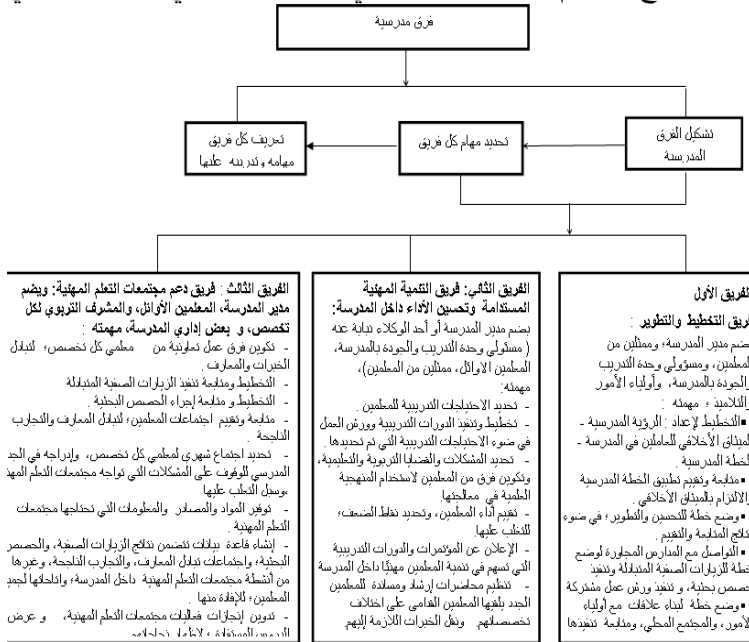 فرق مدرسية
تشكيل الفرق
المدرسية
تحديد مهام كل فريق
تعريف كل فريق
مهامه وتدريبه عليها
الفريق الأول
فريق التخطيط والتطوير :
يضم مدير المدرسة؛ وممثلين من
المعلمين، ومسؤولي وحدة التدريب
والجودة بالمدرسة، وأولياء الأمور
والتلاميذ ؛ مهمته :
▪التخطيط لإعداد : الرؤية المدرسية -
الميثاق الأخلاقي للعاملين في المدرسة -
الخطة المدرسية .
▪متابعة وتقييم تطبيق الخطة المدرسية
والالتزام بالميثاق الأخلاقي .
▪وضع خطة للتحسين والتطوير؛ في ضوء
نتائج المتابعة والتقييم .
▪التواصل مع المدارس المجاورة لوضع
خطة للزيارات الصفية المتبادلة وتنفيذ
حصص بحثية، و تنفيذ ورش عمل مشتركة
▪وضع خطة لبناء علاقات مع أولياء
الأمور، والمجتمع المحلي، ومتابعة تنفيذها
الفريق الثاني: فريق التنمية المهنية
المستدامة وتحسين الأداء داخل المدرسة:
يضم مدير المدرسة أو أحد الوكلاء نيابة عنه
( مسئولي وحدة التدريب والجودة بالمدرسة،
المعلمين الاوائل، ممثلين من المعلمين)،
مهمته:
- تحديد الاحتياجات التدريبية للمعلمين .
- تخطيط وتنفيذ الدورات التدريبية وورش العمل
في ضوء الاحتياجات التدريبية التي تم تحديدها .
- تحديد المشكلات والقضايا التربوية والتعليمية،
وتكوين فرق من المعلمين لاستخدام المنهجية
العلمية في معالجتها.
- تقييم أداء المعلمين، وتحديد نقاط الضعف؛
للتغلب عليها.
- الإعلان عن المؤتمرات والدورات التدريبية
التي تسهم في تنمية المعلمين مهنيًا داخل المدرسة
- تنظيم محاضرات إرشاد ومساندة للمعلمين
الجدد يلقيها المعلمين القدامى على اختلاف
تخصصاتهم ونقل الخبرات اللازمة إليهم.
الفريق الثالث : فريق دعم مجتمعات التعلم المهنية: ويضم
مدير المدرسة، المعلمين الأوائل، والمشرف التربوي لكل
تخصص، و بعض إداري المدرسة، مهمته :
- تكوين فرق عمل تعاونية من معلمي كل تخصص؛ لتبادل
الخبرات والمعارف .
- التخطيط ومتابعة تنفيذ الزيارات الصفية المتبادلة
- التخطيط و متابعة إجراء الحصص البحثية .
- متابعة وتقييم اجتماعات المعلمين؛ لتبادل المعارف والتجارب
الناجحة .
- تحديد اجتماع شهري لمعلمي كل تخصص، وإدراجه في الجد
المدرسي للوقوف على المشكلات التي تواجه مجتمعات التعلم المهن
،وسبل التغلب عليها
- توفير المواد والمصادر والمعلومات التي تحتاجها مجتمعات
التعلم المهنية .
- إنشاء قاعدة بيانات تتضمن نتائج الزيارات الصفية، والحصص
البحثية؛ واجتماعات تبادل المعارف، والتجارب الناجحة، وغيرها
من أنشطة مجتمعات التعلم المهنية داخل المدرسة؛ واتاحاتها لجميع
المعلمين؛ للإفادة منها .
- تدوين إنجازات فعاليات مجتمعات التعلم المهنية، و عرض
الدروس المستفادة ؛ لإظهار نجاحاتهم